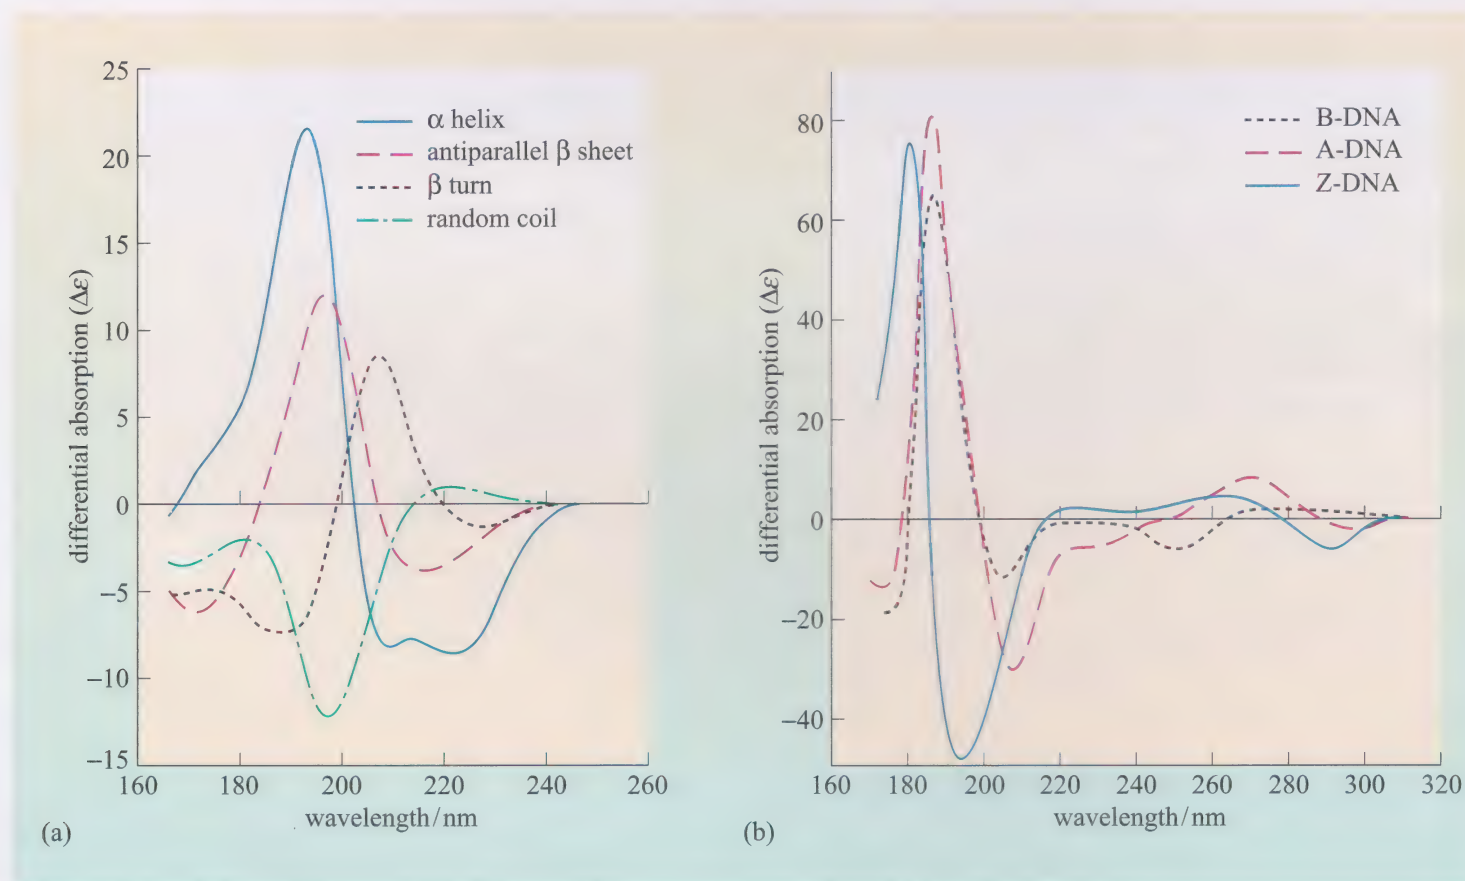 25
20
15
10
5
0
−5
−10
−15
differential absorption (Δε)
α helix
antiparallel β sheet
β turn
random coil
160 180 200 220 240 260
wavelength/nm
(a)
80
60
40
20
0
−20
−40
differential absorption (Δε)
B-DNA
A-DNA
Z-DNA
160 180 200 220 240 260 280 300 320
wavelength/nm
(b)